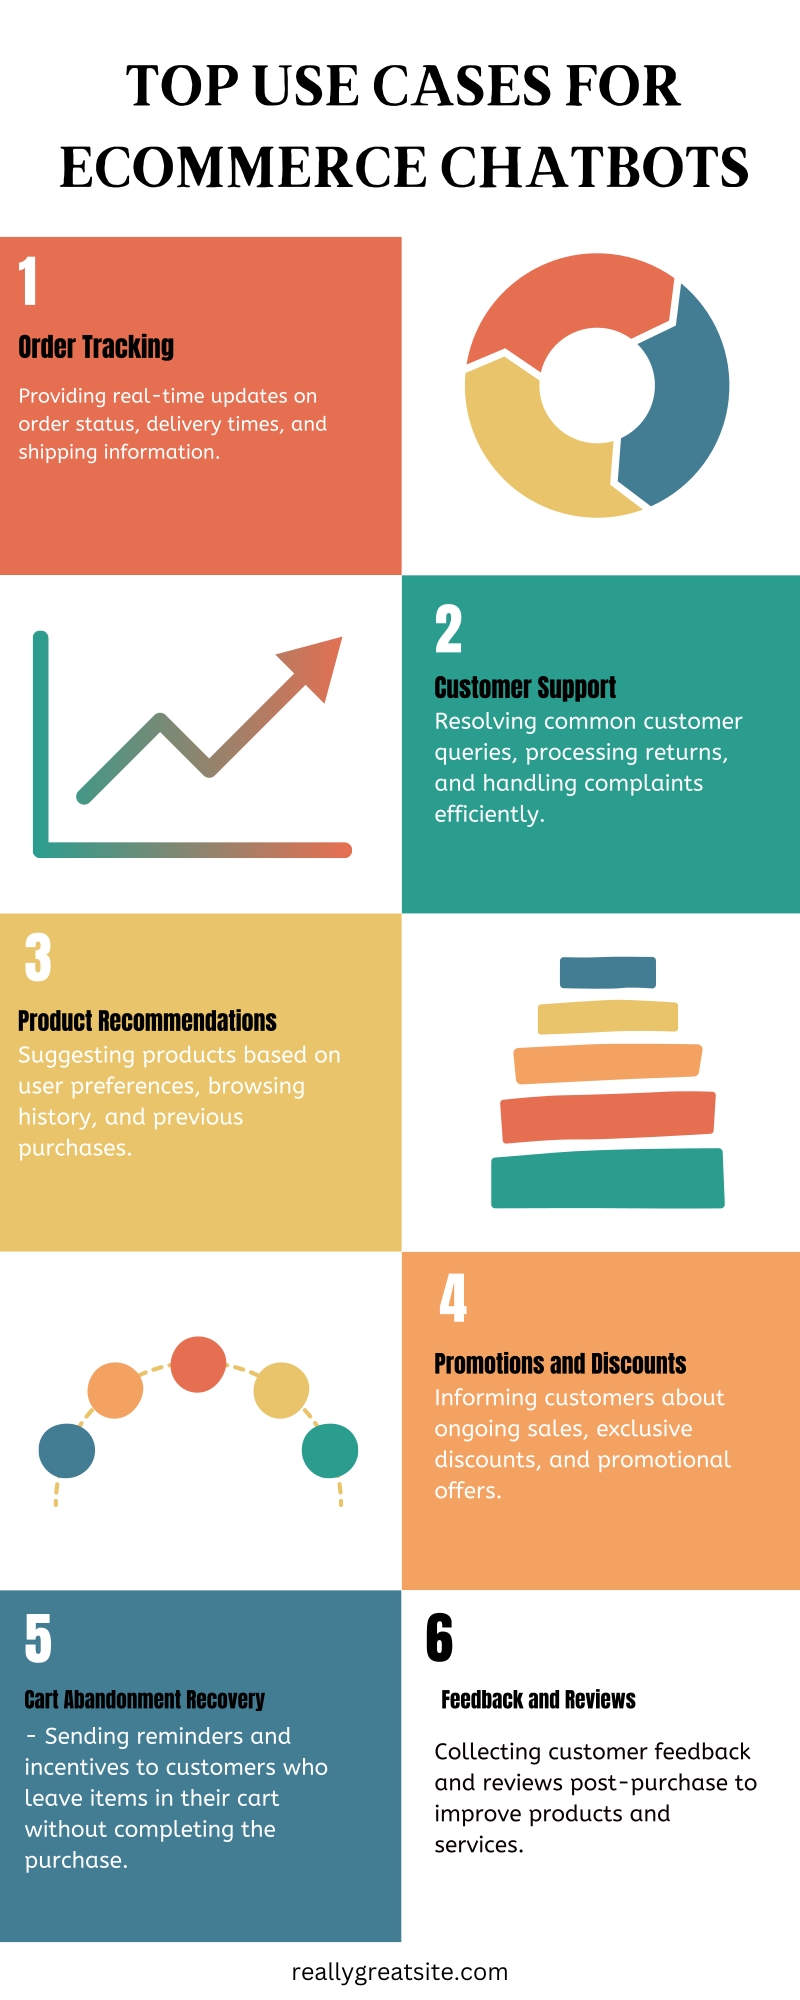 TOP USE CASES FOR
ECOMMERCE CHATBOTS
1
Order Tracking
Providing real-time updates on
order status, delivery times, and
shipping information.
2
Customer Support
Resolving common customer
queries, processing returns,
and handling complaints
efficiently.
3
Product Recommendations
Suggesting products based on
user preferences, browsing
history, and previous
purchases.
4
Promotions and Discounts
Informing customers about
ongoing sales, exclusive
discounts, and promotional
offers.
5
Cart Abandonment Recovery
- Sending reminders and
incentives to customers who
leave items in their cart
without completing the
purchase.
6
Feedback and Reviews
Collecting customer feedback
and reviews post-purchase to
improve products and
services.
reallygreatsite.com